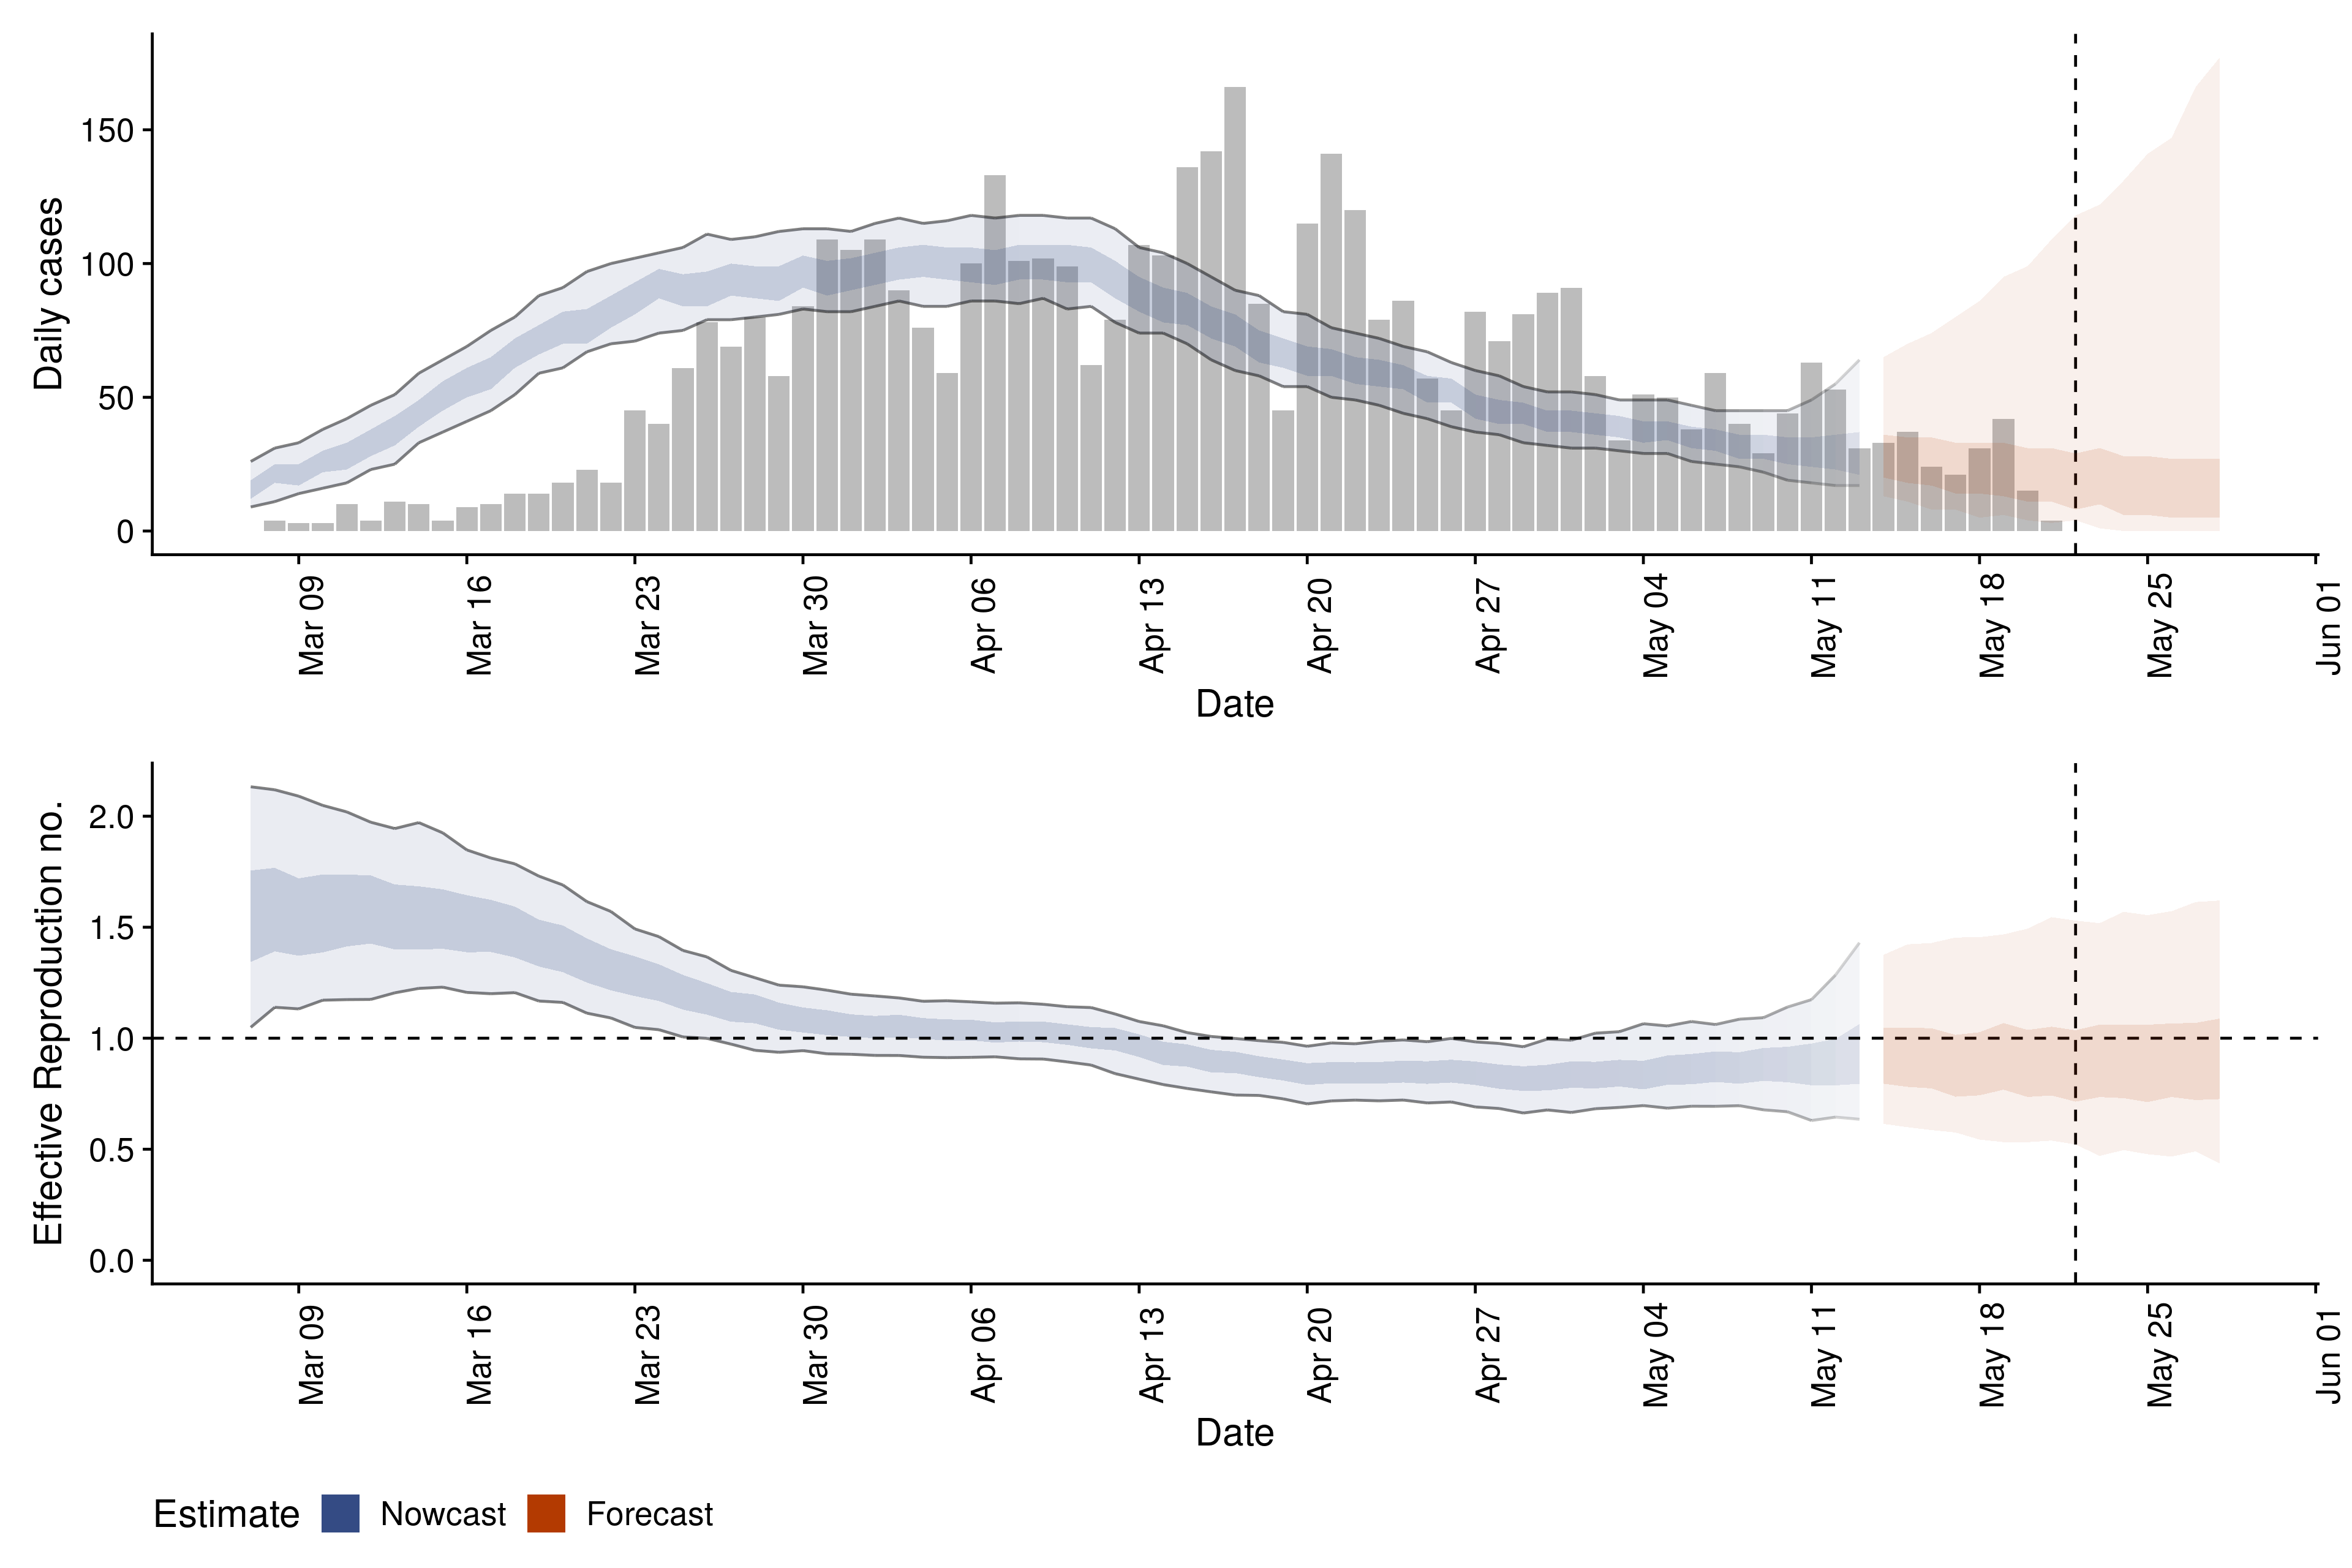 Daily cases
150
100
50
0
Mar 09
Mar 16
Mar 23
Mar 30
Apr 06
Apr 13
Apr 20
Apr 27
May 04
May 11
May 18
May 25
Jun 01
Date
Effective Reproduction no.
2.0
1.5
1.0
0.5
0.0
Mar 09
Mar 16
Mar 23
Mar 30
Apr 06
Apr 13
Apr 20
Apr 27
May 04
May 11
May 18
May 25
Jun 01
Date
Estimate Nowcast Forecast